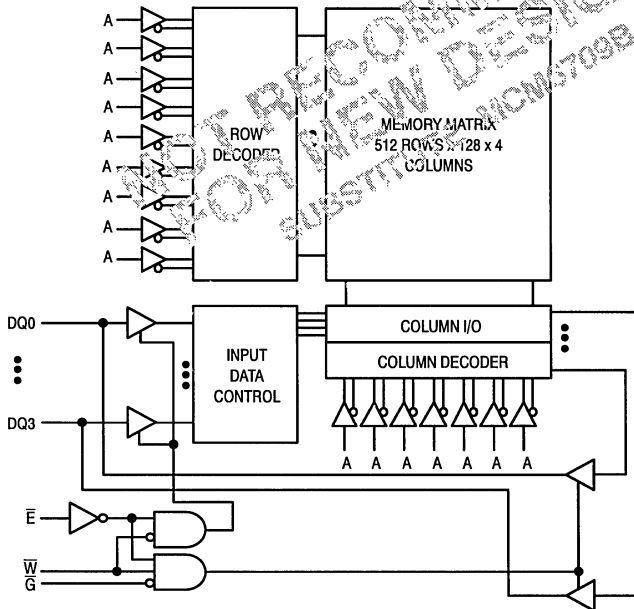 A
A
A
A
A
A
A
A
A
ROW
DECODER
MEMORY MATRIX
512 ROWS x 128 x 4
COLUMNS
NOT RECOMMENDED
FOR NEW DESIGN
SUBSTITUTE MCM6709B
DQ0
DQ3
INPUT
DATA
CONTROL
COLUMN I/O
COLUMN DECODER
A A A A A A A
E̅
W̅
G̅